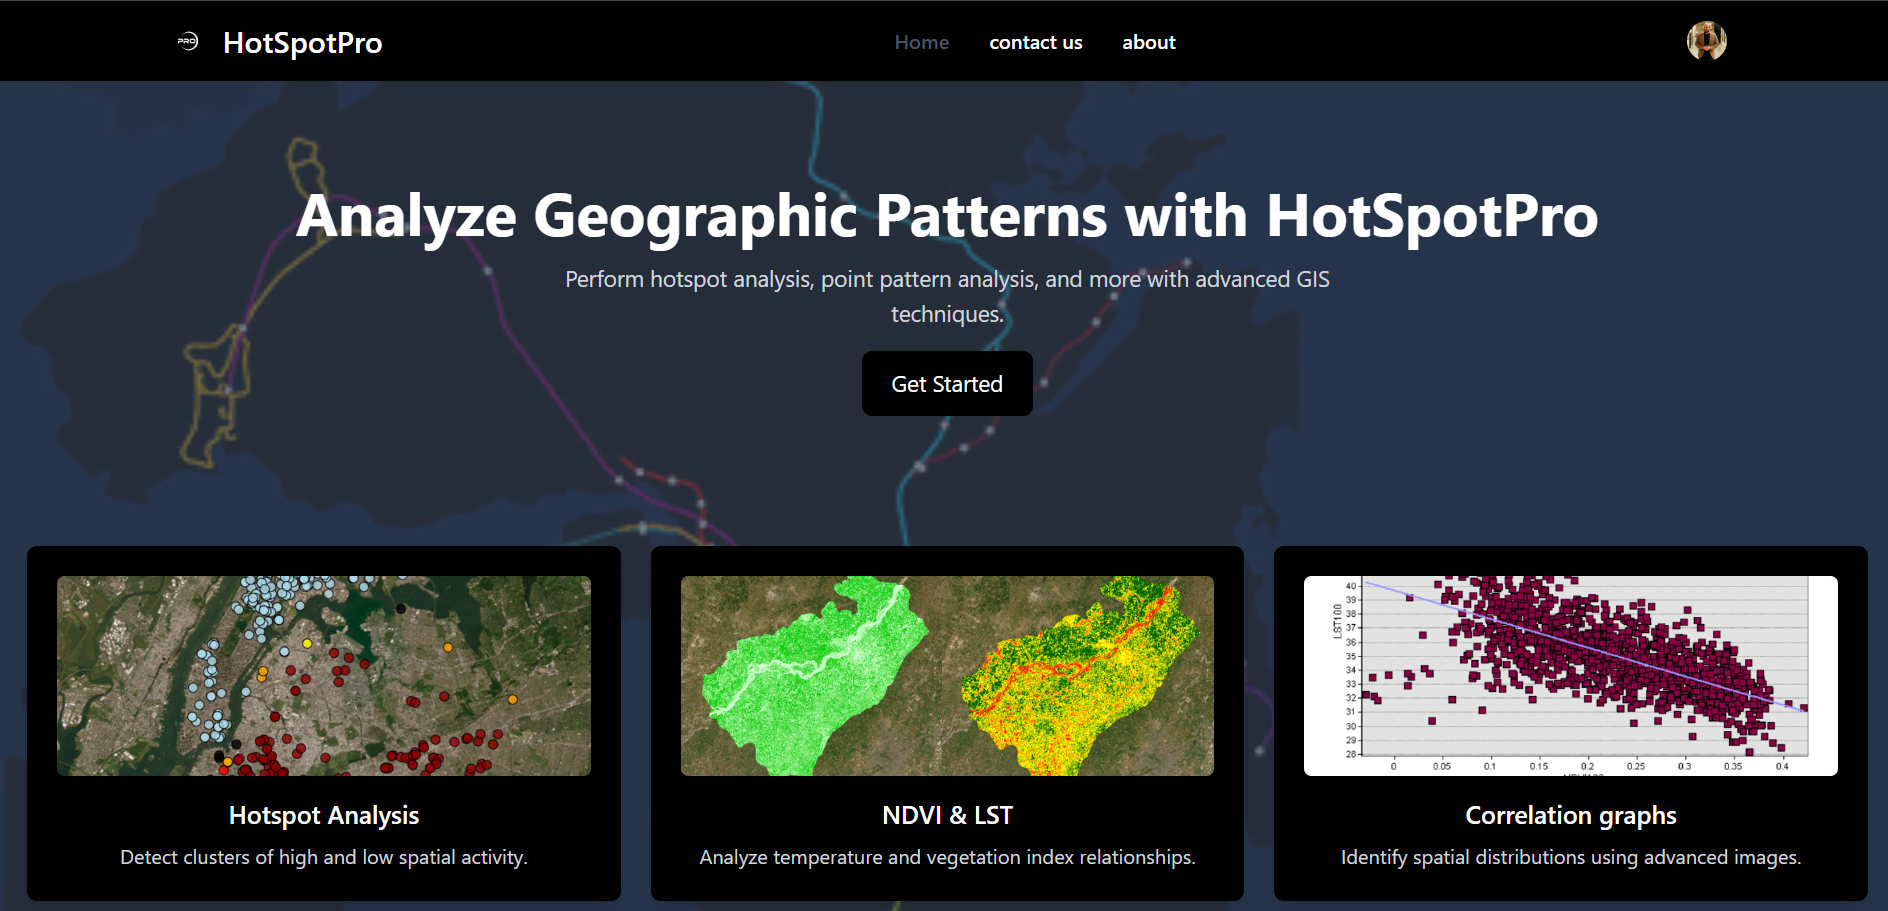 PRO
HotSpotPro
Home
contact us
about
Analyze Geographic Patterns with HotSpotPro
Perform hotspot analysis, point pattern analysis, and more with advanced GIS
techniques.
Get Started
LST100
40
39
38
37
36
35
34
33
32
31
30
29
28
0
0.05
0.1
0.15
0.2
0.25
0.3
0.35
0.4
Hotspot Analysis
Detect clusters of high and low spatial activity.
NDVI & LST
Analyze temperature and vegetation index relationships.
Correlation graphs
Identify spatial distributions using advanced images.